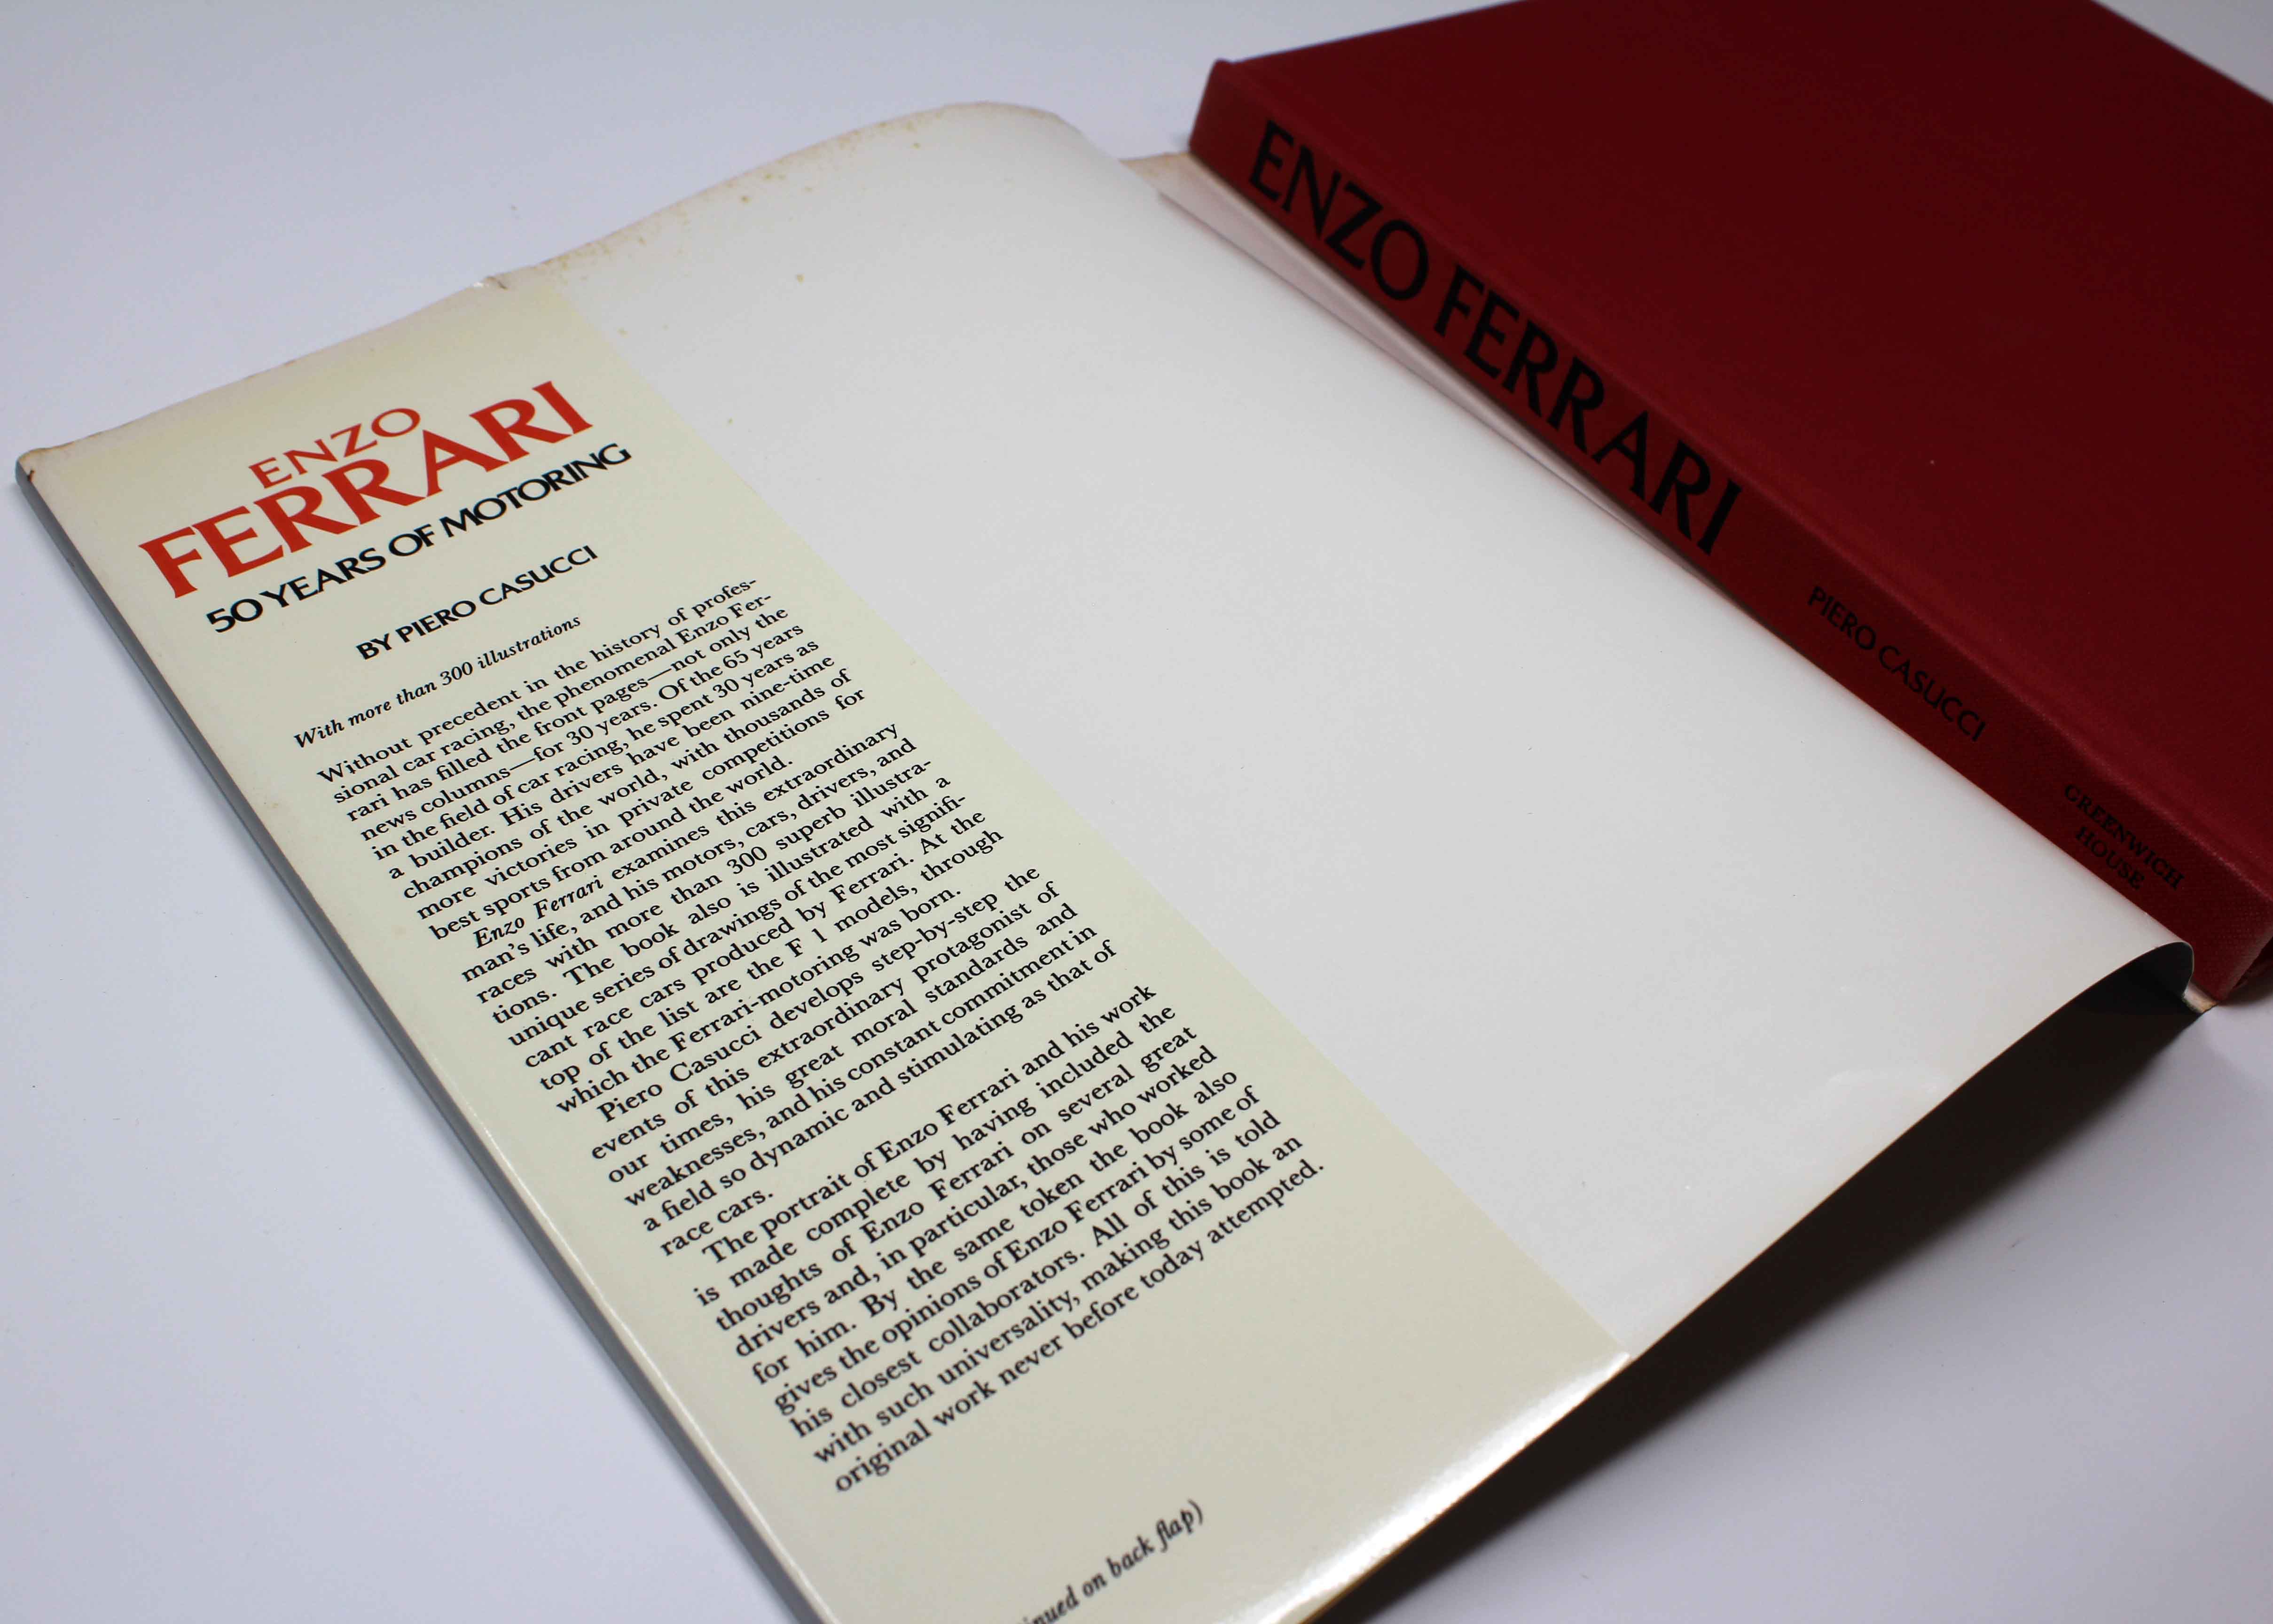 ENZO
FERRARI
50 YEARS OF MOTORING
BY PIERO CASUCCI
With more than 300 illustrations
Without precedent in the history of profes-
sional car racing, the phenomenal Enzo Fer-
rari has filled the front pages—not only the
news columns—for 30 years. Of the 65 years
in the field of car racing, he spent 30 years as
a builder. His drivers have been nine-time
champions of the world, with thousands of
more victories in private competitions for
best sports from around the world.
Enzo Ferrari examines this extraordinary
man's life, and his motors, cars, drivers, and
races with more than 300 superb illustra-
tions. The book also is illustrated with a
unique series of drawings of the most signifi-
cant race cars produced by Ferrari. At the
top of the list are the F 1 models, through
which the Ferrari-motoring was born.
Piero Casucci develops step-by-step the
events of this extraordinary protagonist of
our times, his great moral standards and
weaknesses, and his constant commitment in
a field so dynamic and stimulating as that of
race cars.
The portrait of Enzo Ferrari and his work
is made complete by having included the
thoughts of Enzo Ferrari on several great
drivers and, in particular, those who worked
for him. By the same token the book also
gives the opinions of Enzo Ferrari by some of
his closest collaborators. All of this is told
with such universality, making this book an
original work never before today attempted.
on back flap)
ENZO FERRARI
PIERO CASUCCI
GREENWICH
HOUSE